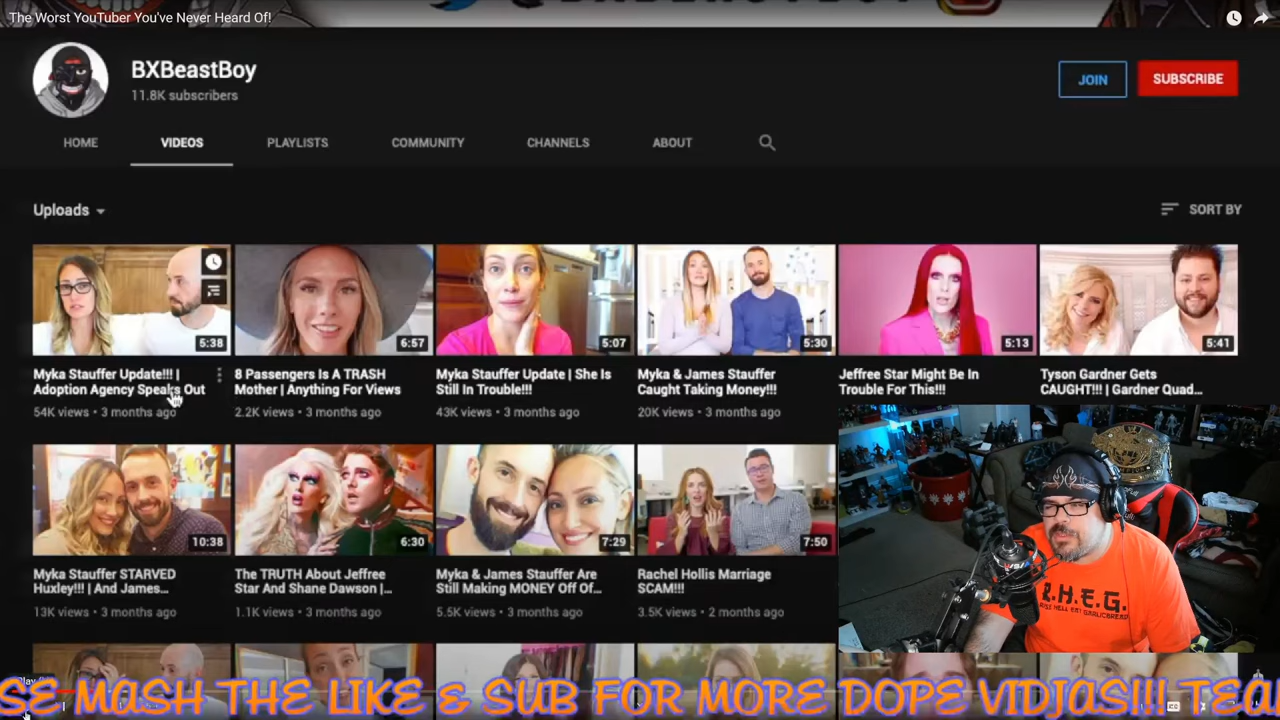 The Worst YouTuber You've Never Heard Of!
BXBeastBoy
11.8K subscribers
JOIN
SUBSCRIBE
HOME
VIDEOS
PLAYLISTS
COMMUNITY
CHANNELS
ABOUT
Uploads
SORT BY
5:38
6:57
5:07
5:30
5:13
5:41
Myka Stauffer Update!!! |
Adoption Agency Speaks Out
54K views • 3 months ago
8 Passengers Is A TRASH
Mother | Anything For Views
2.2K views • 3 months ago
Myka Stauffer Update | She Is
Still In Trouble!!!
43K views • 3 months ago
Myka & James Stauffer
Caught Taking Money!!!
20K views • 3 months ago
Jeffree Star Might Be In
Trouble For This!!!
Tyson Gardner Gets
CAUGHT!!! | Gardner Quad...
10:38
6:30
7:29
7:50
Myka Stauffer STARVED
Huxley!!! | And James...
13K views • 3 months ago
The TRUTH About Jeffree
Star And Shane Dawson |...
1.1K views • 3 months ago
Myka & James Stauffer Are
Still Making MONEY Off Of...
5.5K views • 3 months ago
Rachel Hollis Marriage
SCAM!!!
3.5K views • 2 months ago
R.H.E.G.
HELL EAT GARLICBREAD
SE MASH THE LIKE & SUB FOR MORE DOPE VIDJAS!!! TEA